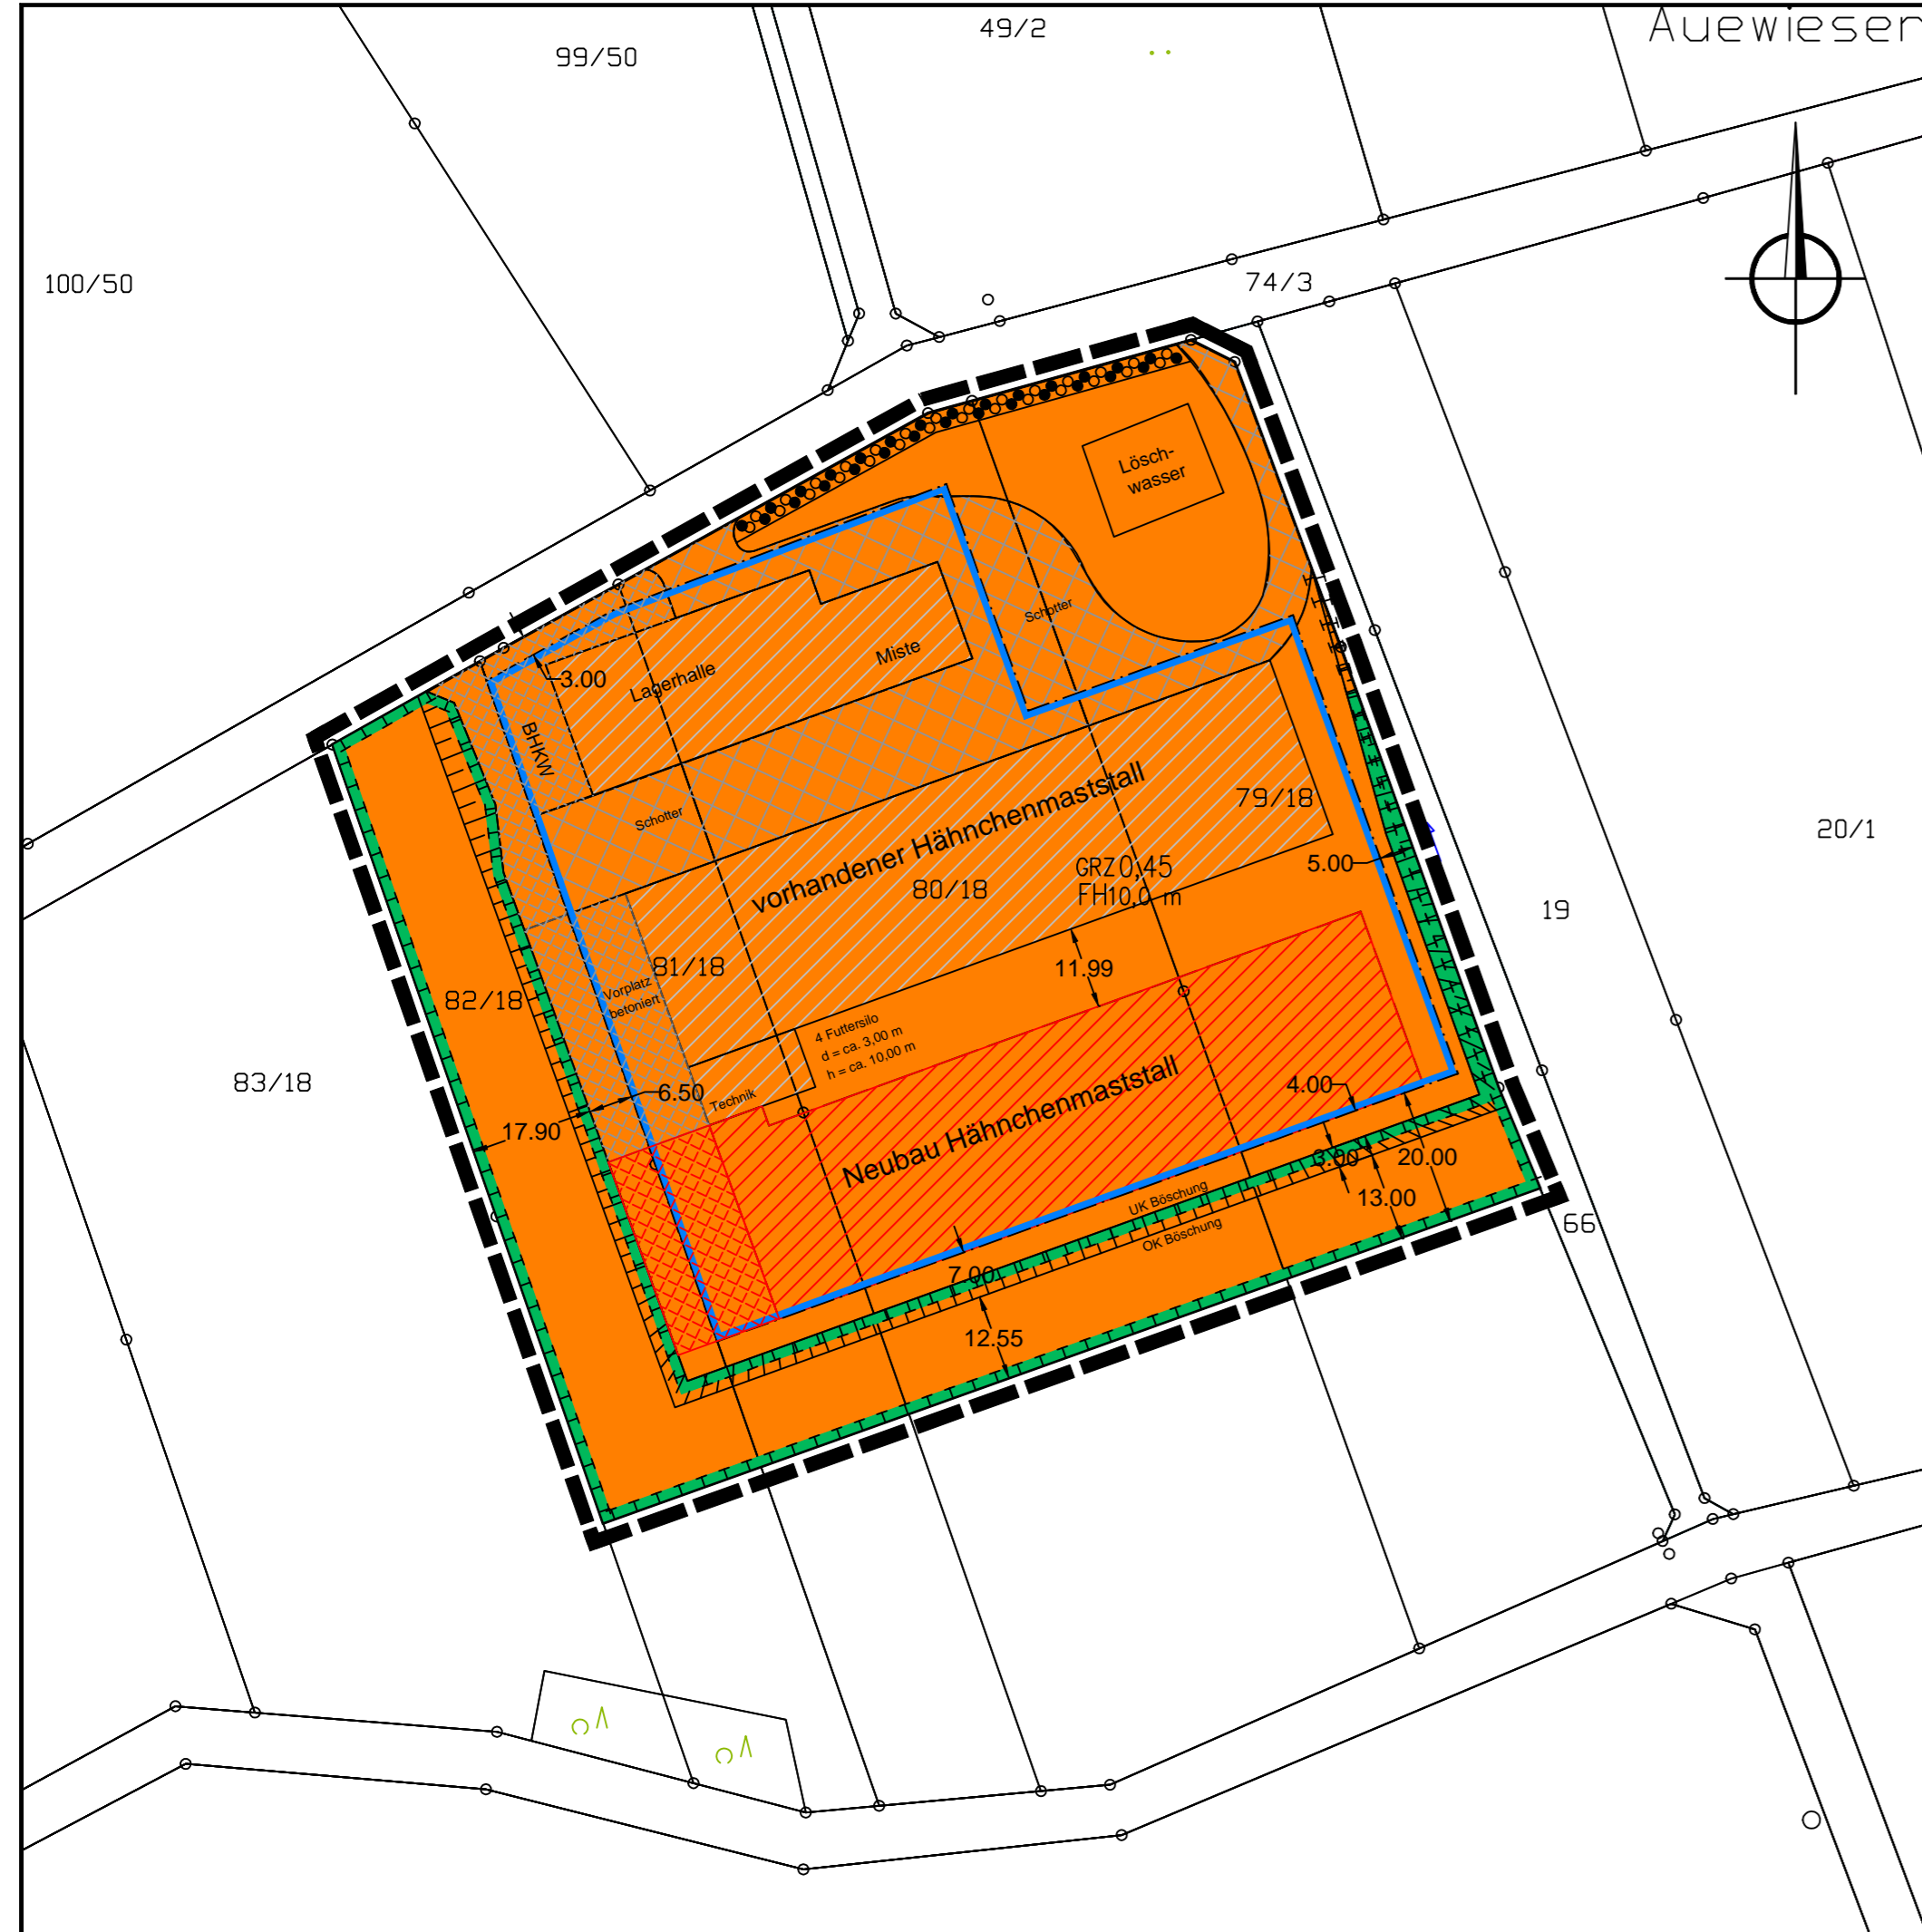 Auewiesen
49/2
99/50
100/50
74/3
Lösch-
wasser
Schotter
Miste
Lagerhalle
3.00
BHKW
Schotter
vorhandener Hähnchenmaststall
79/18
20/1
GRZ 0,45
FH 10,0 m
5.00
80/18
19
11.99
81/18
82/18
Vorplatz
betoniert
4 Futtersilo
d = ca. 3,00 m
h = ca. 10,00 m
83/18
6.50
Technik
4.00
17.90
Neubau Hähnchenmaststall
3.00
20.00
13.00
UK Böschung
OK Böschung
66
7.00
12.55